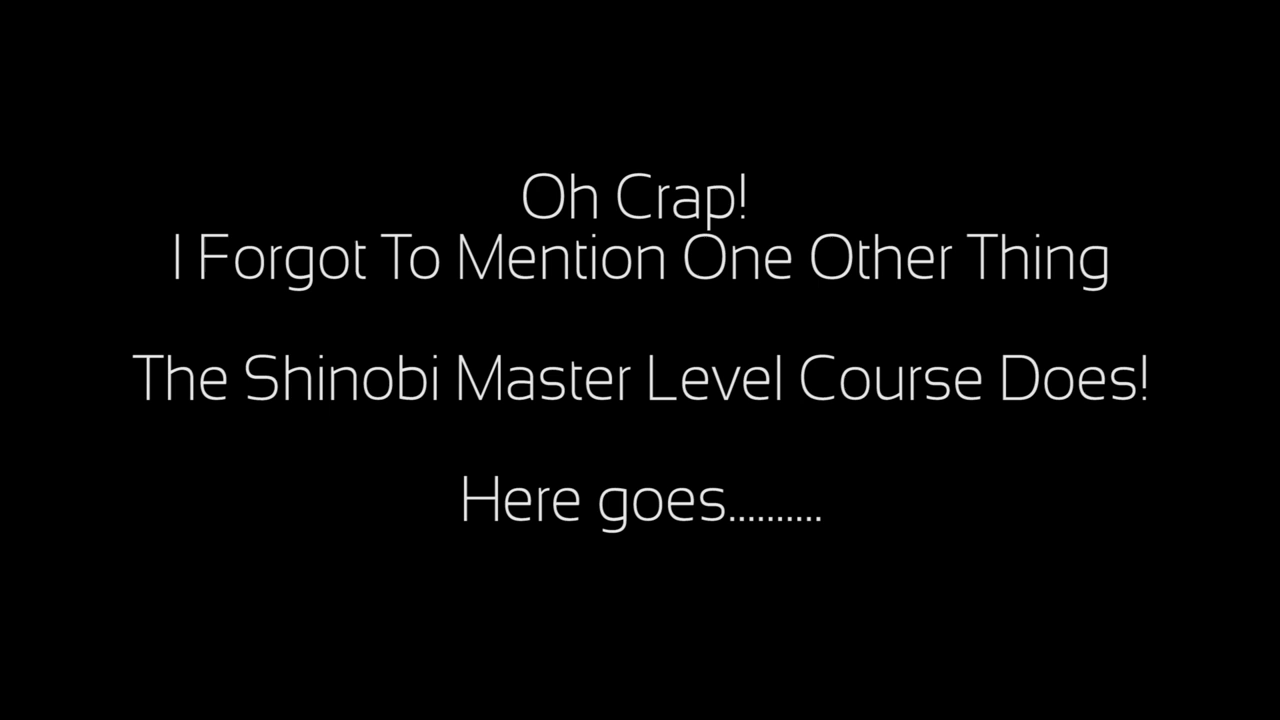 Oh Crap!
I Forgot To Mention One Other Thing
The Shinobi Master Level Course Does!
Here goes..........